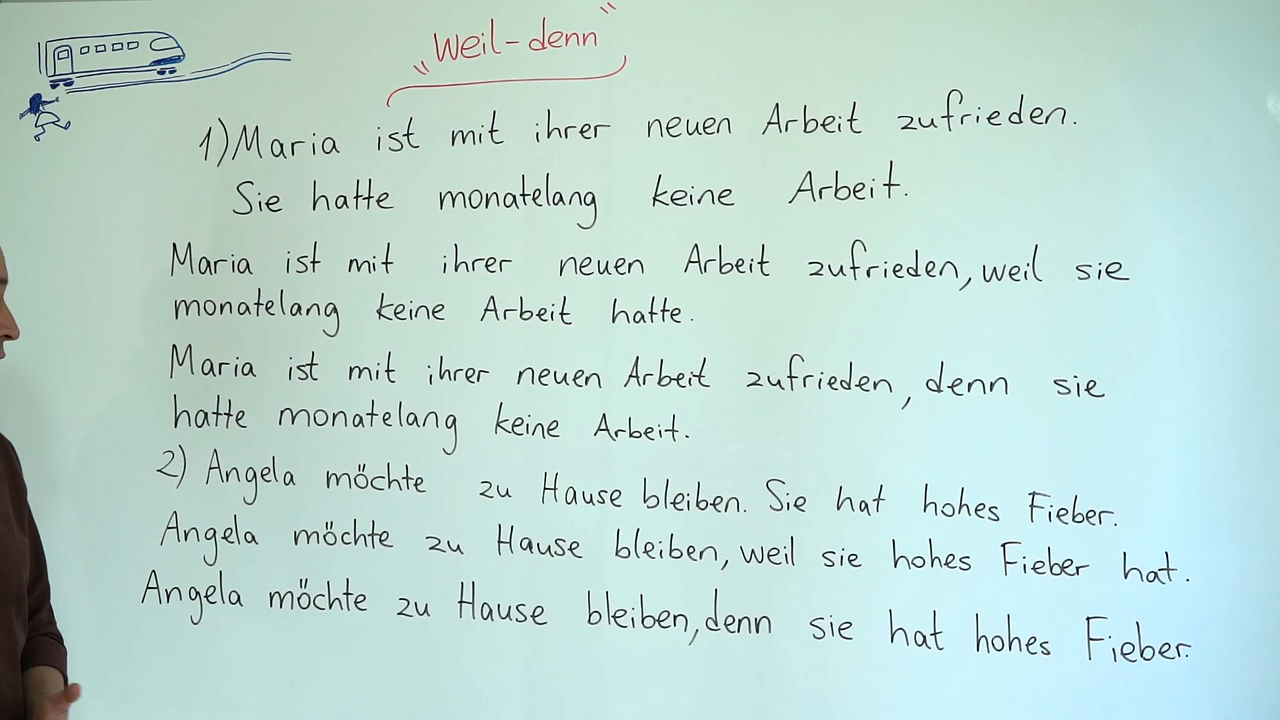 "Weil-denn"
1) Maria ist mit ihrer neuen Arbeit zufrieden.
Sie hatte monatelang keine Arbeit.
Maria ist mit ihrer neuen Arbeit zufrieden, weil sie
monatelang keine Arbeit hatte.
Maria ist mit ihrer neuen Arbeit zufrieden, denn sie
hatte monatelang keine Arbeit.
2) Angela möchte zu Hause bleiben. Sie hat hohes Fieber.
Angela möchte zu Hause bleiben, weil sie hohes Fieber hat.
Angela möchte zu Hause bleiben, denn sie hat hohes Fieber.